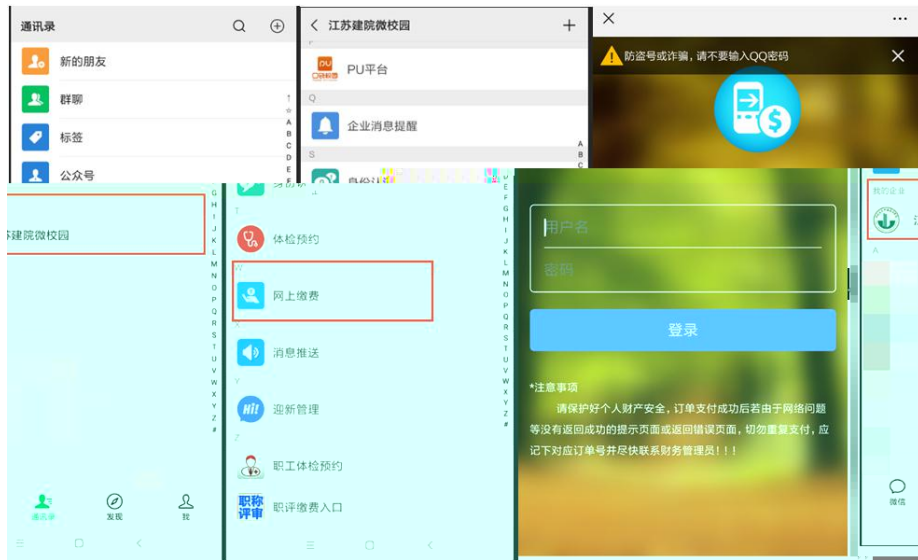 通讯录
新的朋友
群聊
标签
公众号
苏建院微校园
通讯录
发现
我
江苏建院微校园
PU平台
Q
企业消息提醒
S
T
体检预约
W
网上缴费
X
消息推送
Y
迎新管理
Z
职工体检预约
职称
评审
职评缴费入口
防盗号或诈骗,请不要输入QQ密码
用户名
密码
登录
*注意事项
请保护好个人财产安全,订单支付成功后若由于网络问题
等没有返回成功的提示页面或返回错误页面,切勿重复支付,应
记下对应订单号并尽快联系财务管理员!!!
我的企业
A
微信